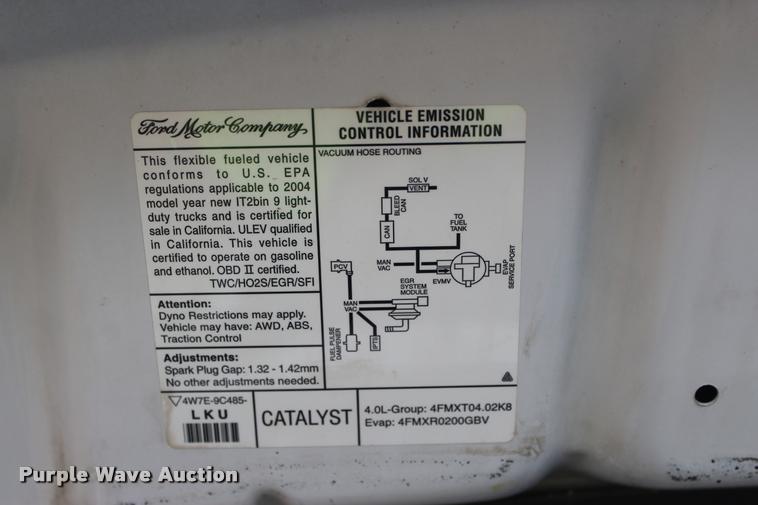 Ford Motor Company
VEHICLE EMISSION
CONTROL INFORMATION
This flexible fueled vehicle
conforms to U.S. EPA
regulations applicable to 2004
model year new IT2bin 9 light-
duty trucks and is certified for
sale in California. ULEV qualified
in California. This vehicle is
certified to operate on gasoline
and ethanol. OBD II certified.
TWC/HO2S/EGR/SFI
Attention:
Dyno Restrictions may apply.
Vehicle may have: AWD, ABS,
Traction Control
Adjustments:
Spark Plug Gap: 1.32 - 1.42mm
No other adjustments needed.
VACUUM HOSE ROUTING
SOL V
VENT
BLEED
CAN
CAN
TO
FUEL
TANK
MAN
VAC
EVMV
EVAP
SERVICE PORT
PCV
EGR
SYSTEM
MODULE
MAN
VAC
FUEL PULSE
DAMPENER
IPTS
4W7E-9C485-
LKU
CATALYST
4.0L-Group: 4FMXT04.02K8
Evap: 4FMXR0200GBV
Purple Wave Auction